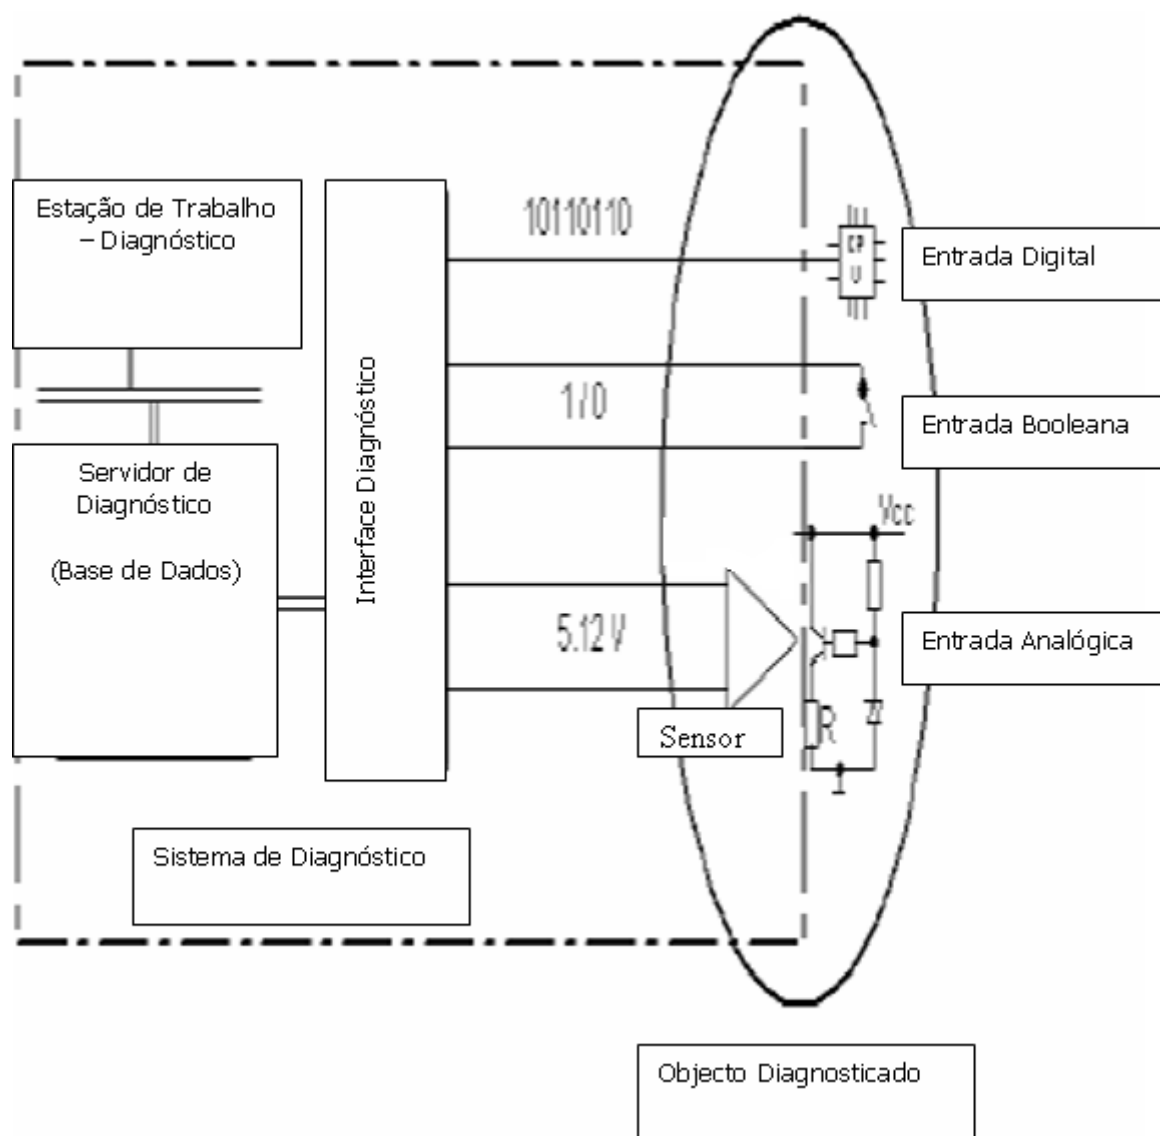 Estação de Trabalho
– Diagnóstico
Servidor de
Diagnóstico
(Base de Dados)
Interface Diagnóstico
10110110
CP
U
Entrada Digital
1/0
Entrada Booleana
Vcc
5.12 V
Entrada Analógica
Sensor
R
Sistema de Diagnóstico
Objecto Diagnosticado